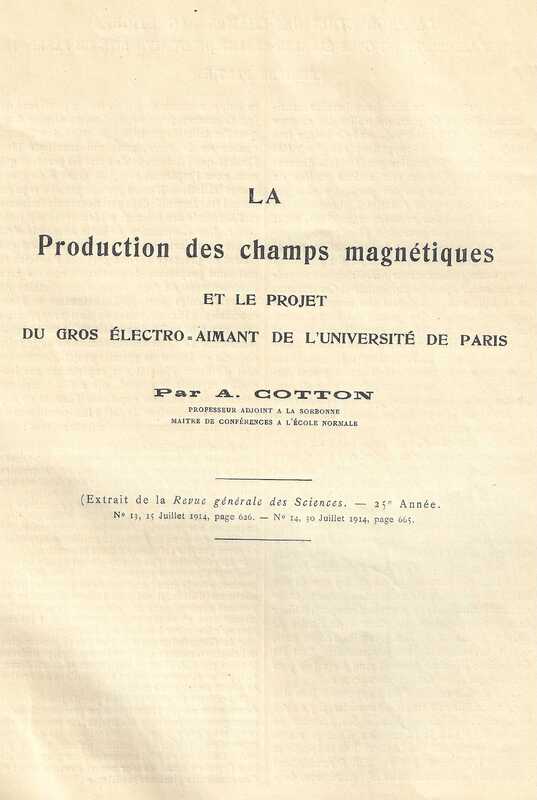 LA
Production des champs magnétiques
ET LE PROJET
DU GROS ÉLECTRO=AIMANT DE L'UNIVERSITÉ DE PARIS
Par A. COTTON
PROFESSEUR ADJOINT A LA SORBONNE
MAITRE DE CONFÉRENCES A L'ÉCOLE NORMALE
(Extrait de la Revue générale des Sciences. — 25e Année.
No 13, 15 Juillet 1914, page 626. — No 14, 30 Juillet 1914, page 665.